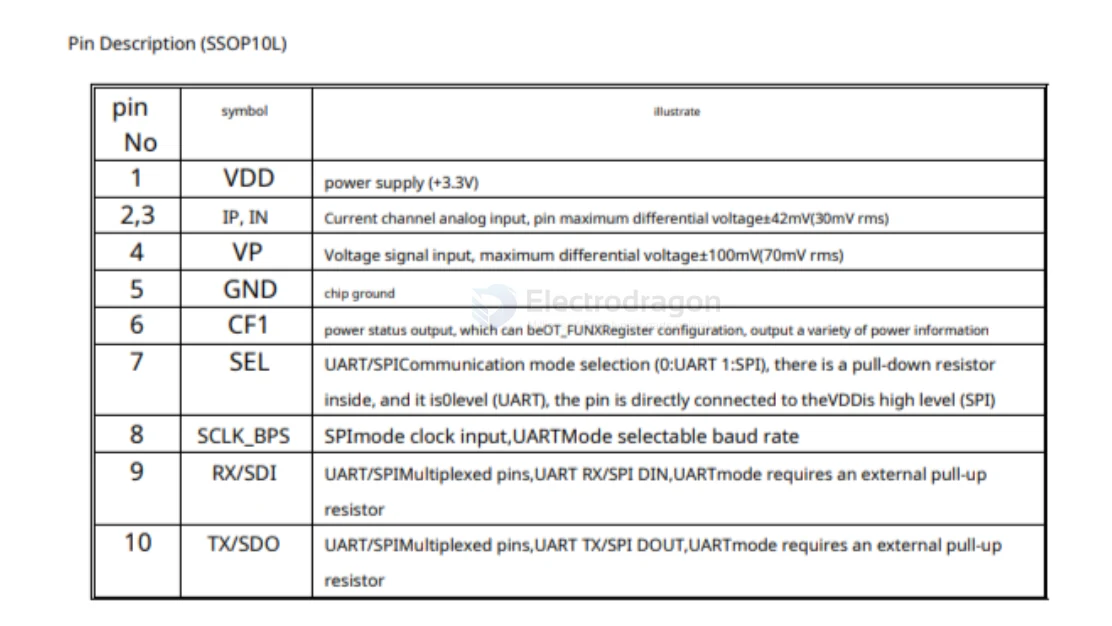 Pin Description (SSOP10L)
pin
No
symbol
illustrate
1
VDD
power supply (+3.3V)
2,3
IP, IN
Current channel analog input, pin maximum differential voltage±42mV(30mV rms)
4
VP
Voltage signal input, maximum differential voltage±100mV(70mV rms)
5
GND
chip ground
Electrodragon
6
CF1
power status output, which can beOT_FUNXRegister configuration, output a variety of power information
7
SEL
UART/SPICommunication mode selection (0:UART 1:SPI), there is a pull-down resistor
inside, and it is0level (UART), the pin is directly connected to theVDDis high level (SPI)
8
SCLK_BPS
SPImode clock input,UARTMode selectable baud rate
9
RX/SDI
UART/SPIMultiplexed pins,UART RX/SPI DIN,UARTmode requires an external pull-up
resistor
10
TX/SDO
UART/SPIMultiplexed pins,UART TX/SPI DOUT,UARTmode requires an external pull-up
resistor